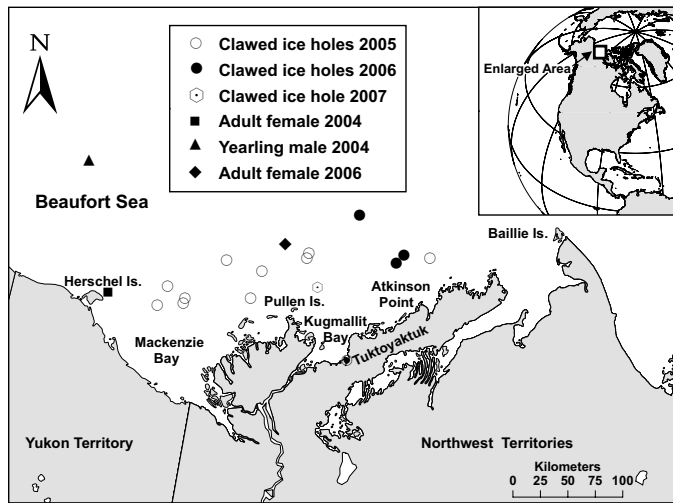 N
Clawed ice holes 2005
Clawed ice holes 2006
Clawed ice hole 2007
Adult female 2004
Yearling male 2004
Adult female 2006
Enlarged Area
Beaufort Sea
Baillie Is.
Herschel Is.
Atkinson
Point
Pullen Is.
Kugmallit
Bay
Mackenzie
Bay
Tuktoyaktuk
Yukon Territory
Northwest Territories
Kilometers
0 25 50 75 100